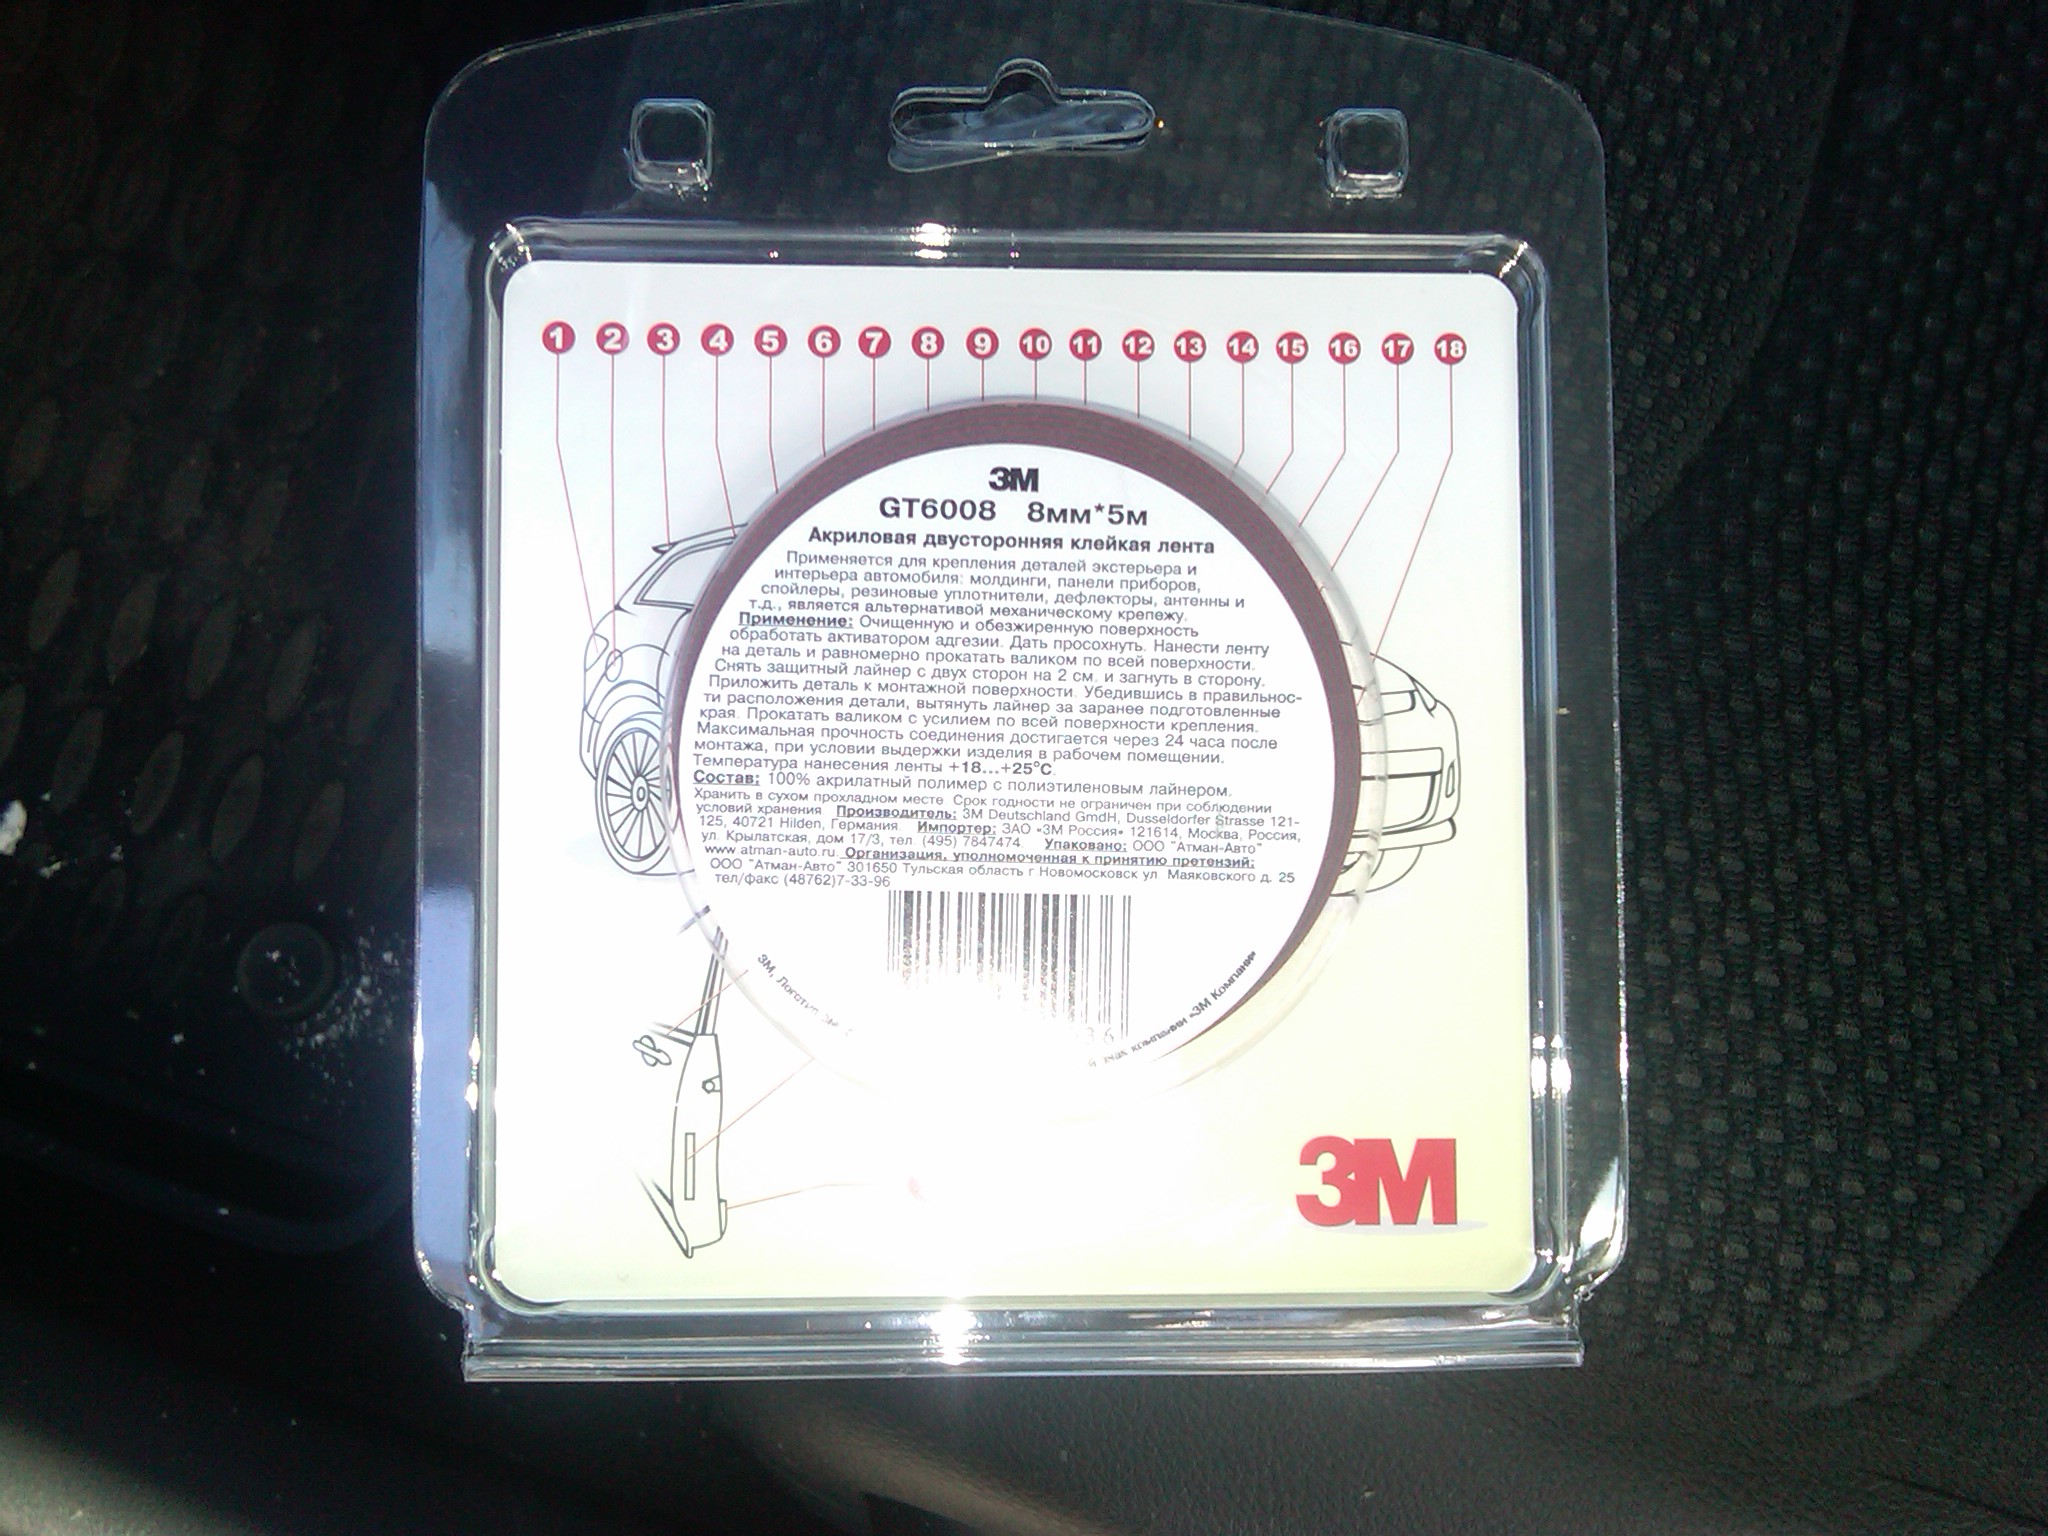 1 2 3 4 5 6 7 8 9 10 11 12 13 14 15 16 17 18
3M
GT6008 8мм*5м
Акриловая двусторонняя клейкая лента
Применяется для крепления деталей экстерьера и
интерьера автомобиля: молдинги, панели приборов,
спойлеры, резиновые уплотнители, дефлекторы, антенны и
т.д., является альтернативой механическому крепежу.
Применение: Очищенную и обезжиренную поверхность
обработать активатором адгезии. Дать просохнуть. Нанести ленту
на деталь и равномерно прокатать валиком по всей поверхности.
Снять защитный лайнер с двух сторон на 2 см. и загнуть в сторону.
Приложить деталь к монтажной поверхности. Убедившись в правильнос-
ти расположения детали, вытянуть лайнер за заранее подготовленные
края. Прокатать валиком с усилием по всей поверхности крепления.
Максимальная прочность соединения достигается через 24 часа после
монтажа, при условии выдержки изделия в рабочем помещении.
Температура нанесения ленты +18...+25°С.
Состав: 100% акрилатный полимер с полиэтиленовым лайнером.
Хранить в сухом прохладном месте. Срок годности не ограничен при соблюдении
условий хранения. Производитель: 3M Deutschland GmbH, Dusseldorfer Strasse 121-
125, 40721 Hilden, Германия. Импортер: ЗАО «3М Россия» 121614, Москва, Россия,
ул. Крылатская, дом 17/3, тел. (495) 7847474. Упаковано: ООО "Атман-Авто"
www.atman-auto.ru. Организация, уполномоченная к принятию претензий:
ООО "Атман-Авто" 301650 Тульская область г Новомосковск ул. Маяковского д. 25
тел/факс (48762)7-33-96
3М, Логотип 3М компании «3М Компани»
3M